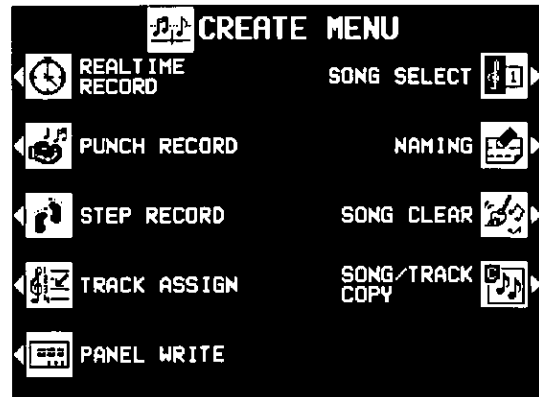 CREATE MENU
REALTIME
RECORD
SONG SELECT
1
PUNCH RECORD
NAMING
STEP RECORD
SONG CLEAR
TRACK ASSIGN
SONG/TRACK
COPY
C
PANEL WRITE